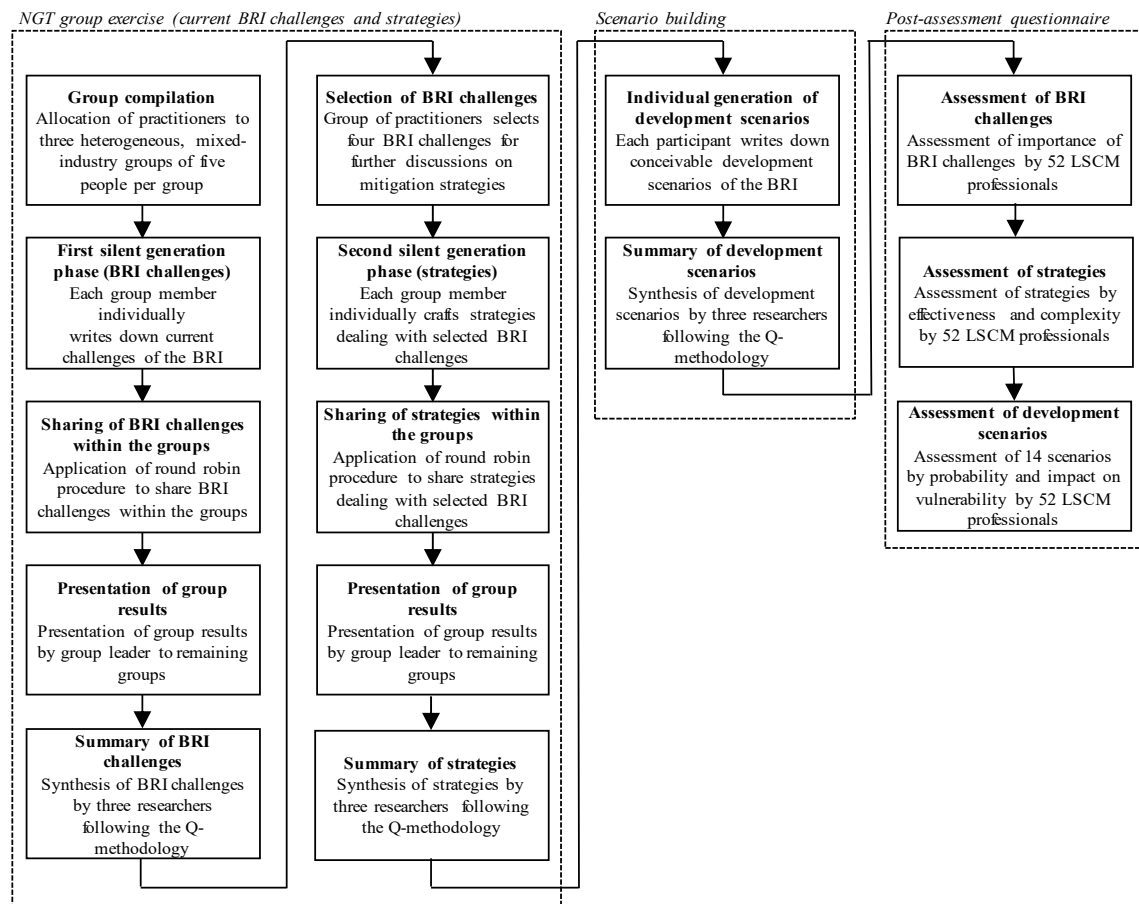 NGT group exercise (current BRI challenges and strategies)
Group compilation
Allocation of practitioners to
three heterogeneous, mixed-
industry groups of five
people per group
First silent generation
phase (BRI challenges)
Each group member
individually
writes down current
challenges of the BRI
Sharing of BRI challenges
within the groups
Application of round robin
procedure to share BRI
challenges within the groups
Presentation of group
results
Presentation of group results
by group leader to remaining
groups
Summary of BRI
challenges
Synthesis of BRI challenges
by three researchers
following the Q-
methodology
Selection of BRI challenges
Group of practitioners selects
four BRI challenges for
further discussions on
mitigation strategies
Second silent generation
phase (strategies)
Each group member
individually crafts strategies
dealing with selected BRI
challenges
Sharing of strategies within
the groups
Application of round robin
procedure to share strategies
dealing with selected BRI
challenges
Presentation of group
results
Presentation of group results
by group leader to remaining
groups
Summary of strategies
Synthesis of strategies by
three researchers following
the Q-methodology
Scenario building
Individual generation of
development scenarios
Each participant writes down
conceivable development
scenarios of the BRI
Summary of development
scenarios
Synthesis of development
scenarios by three researchers
following the Q-
methodology
Post-assessment questionnaire
Assessment of BRI
challenges
Assessment of importance of
BRI challenges by 52 LSCM
professionals
Assessment of strategies
Assessment of strategies by
effectiveness and complexity
by 52 LSCM professionals
Assessment of development
scenarios
Assessment of 14 scenarios
by probability and impact on
vulnerability by 52 LSCM
professionals